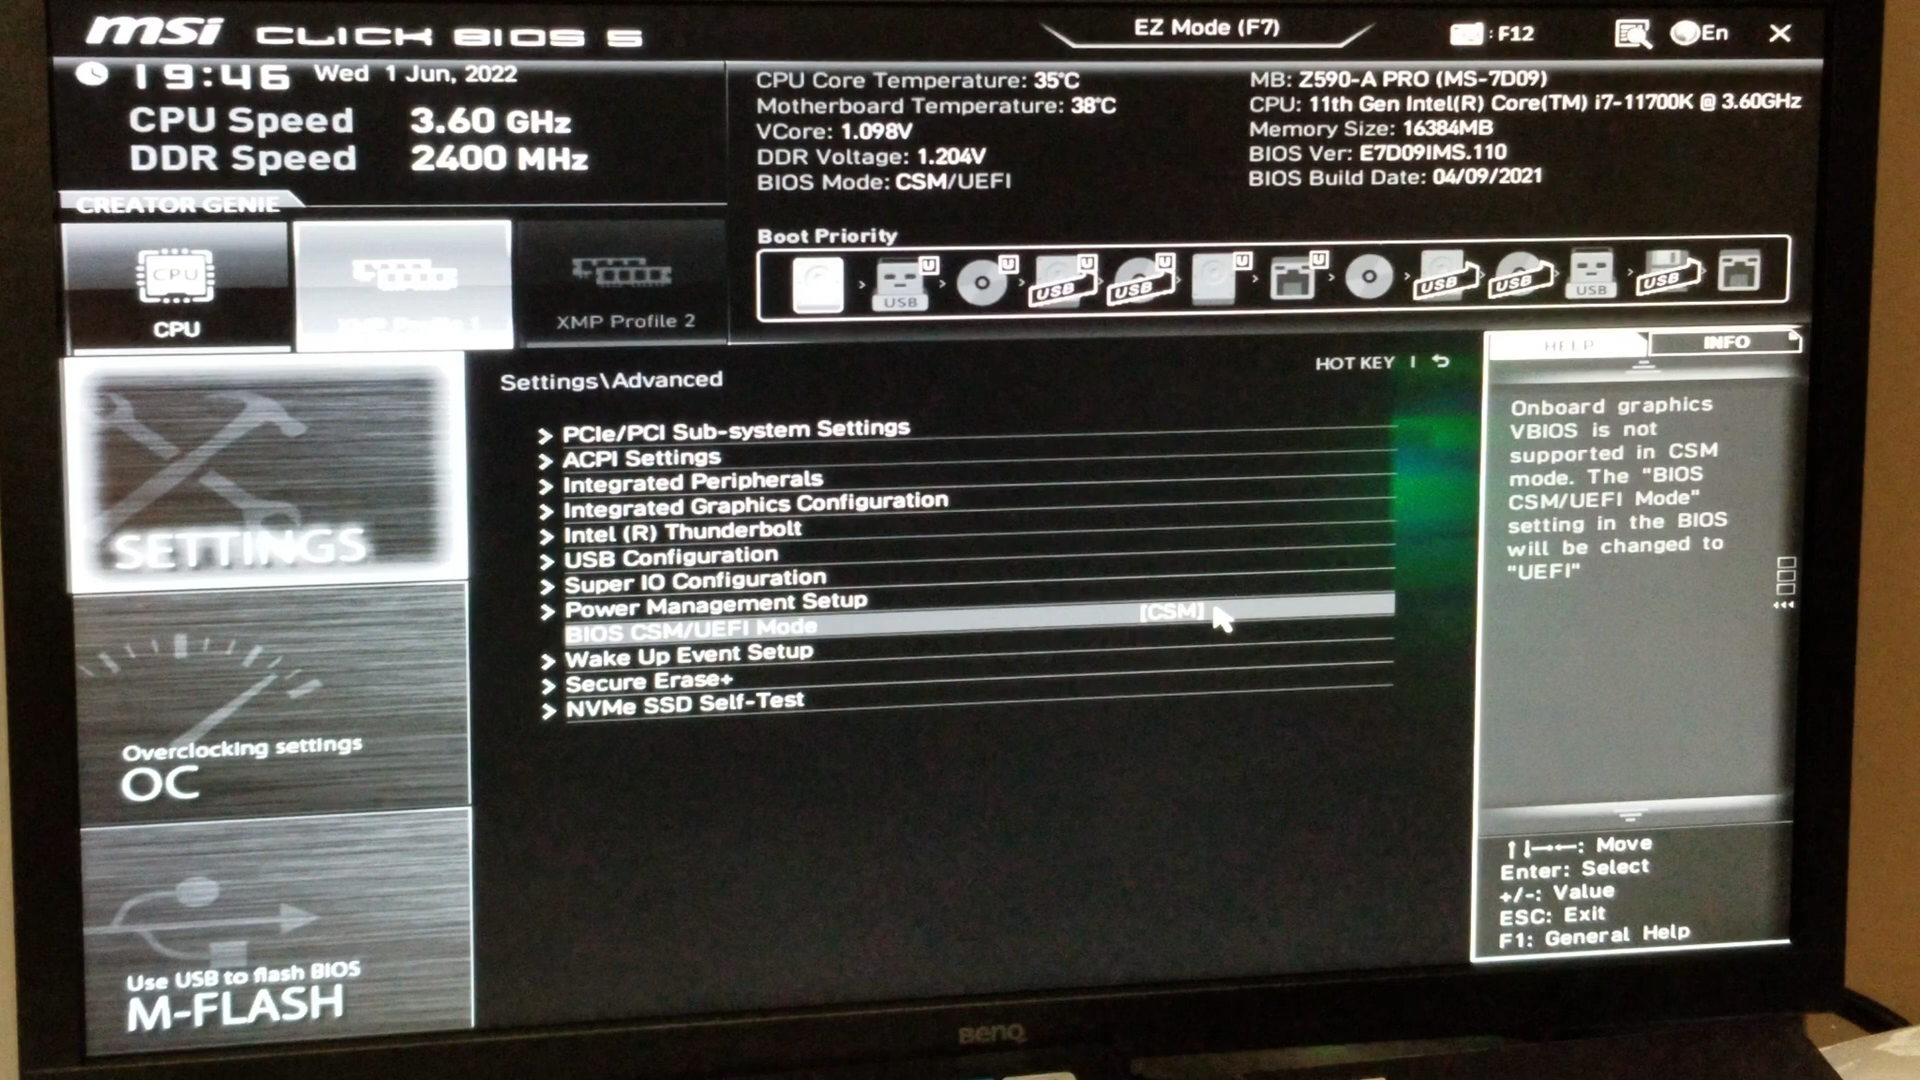 msi CLICK BIOS 5
EZ Mode (F7)
: F12
En
19:46 Wed 1 Jun, 2022
CPU Speed 3.60 GHz
DDR Speed 2400 MHz
CPU Core Temperature: 35°C
Motherboard Temperature: 38°C
VCore: 1.098V
DDR Voltage: 1.204V
BIOS Mode: CSM/UEFI
MB: Z590-A PRO (MS-7D09)
CPU: 11th Gen Intel(R) Core(TM) i7-11700K @ 3.60GHz
Memory Size: 16384MB
BIOS Ver: E7D09IMS.110
BIOS Build Date: 04/09/2021
CREATOR GENIE
CPU
CPU
XMP Profile 1
XMP Profile 2
Boot Priority
U U U U U U
USB USB USB USB USB USB USB
HOT KEY
HELP
INFO
Settings\Advanced
PCIe/PCI Sub-system Settings
ACPI Settings
Integrated Peripherals
Integrated Graphics Configuration
Intel (R) Thunderbolt
USB Configuration
Super IO Configuration
Power Management Setup
BIOS CSM/UEFI Mode [CSM]
Wake Up Event Setup
Secure Erase+
NVMe SSD Self-Test
SETTINGS
Overclocking settings
OC
Use USB to flash BIOS
M-FLASH
Onboard graphics
VBIOS is not
supported in CSM
mode. The "BIOS
CSM/UEFI Mode"
setting in the BIOS
will be changed to
"UEFI"
↑↓→←: Move
Enter: Select
+/-: Value
ESC: Exit
F1: General Help
BenQ